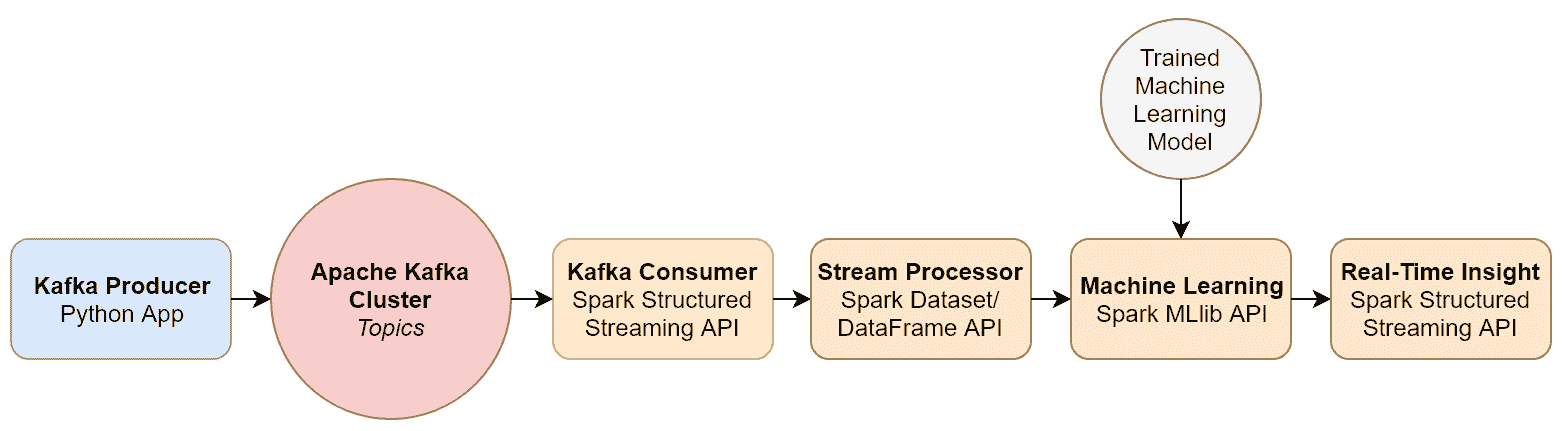 Trained
Machine
Learning
Model
Kafka Producer
Python App
Apache Kafka
Cluster
Topics
Kafka Consumer
Spark Structured
Streaming API
Stream Processor
Spark Dataset/
DataFrame API
Machine Learning
Spark MLlib API
Real-Time Insight
Spark Structured
Streaming API